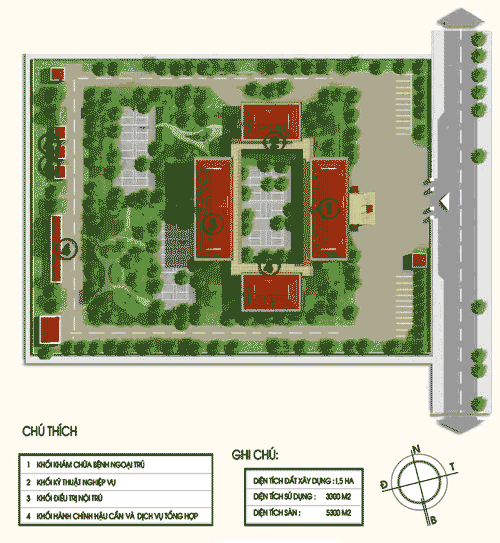 CHÚ THÍCH
1 KHỐI KHÁM CHỮA BỆNH NGOẠI TRÚ
2 KHỐI KỸ THUẬT NGHIỆP VỤ
3 KHỐI ĐIỀU TRỊ NỘI TRÚ
4 KHỐI HÀNH CHÍNH HẬU CẦN VÀ DỊCH VỤ TỔNG HỢP
GHI CHÚ:
DIỆN TÍCH ĐẤT XÂY DỰNG : 1,5 HA
DIỆN TÍCH SỬ DỤNG : 3000 M2
DIỆN TÍCH SÀN : 5300 M2
N
Đ T
B